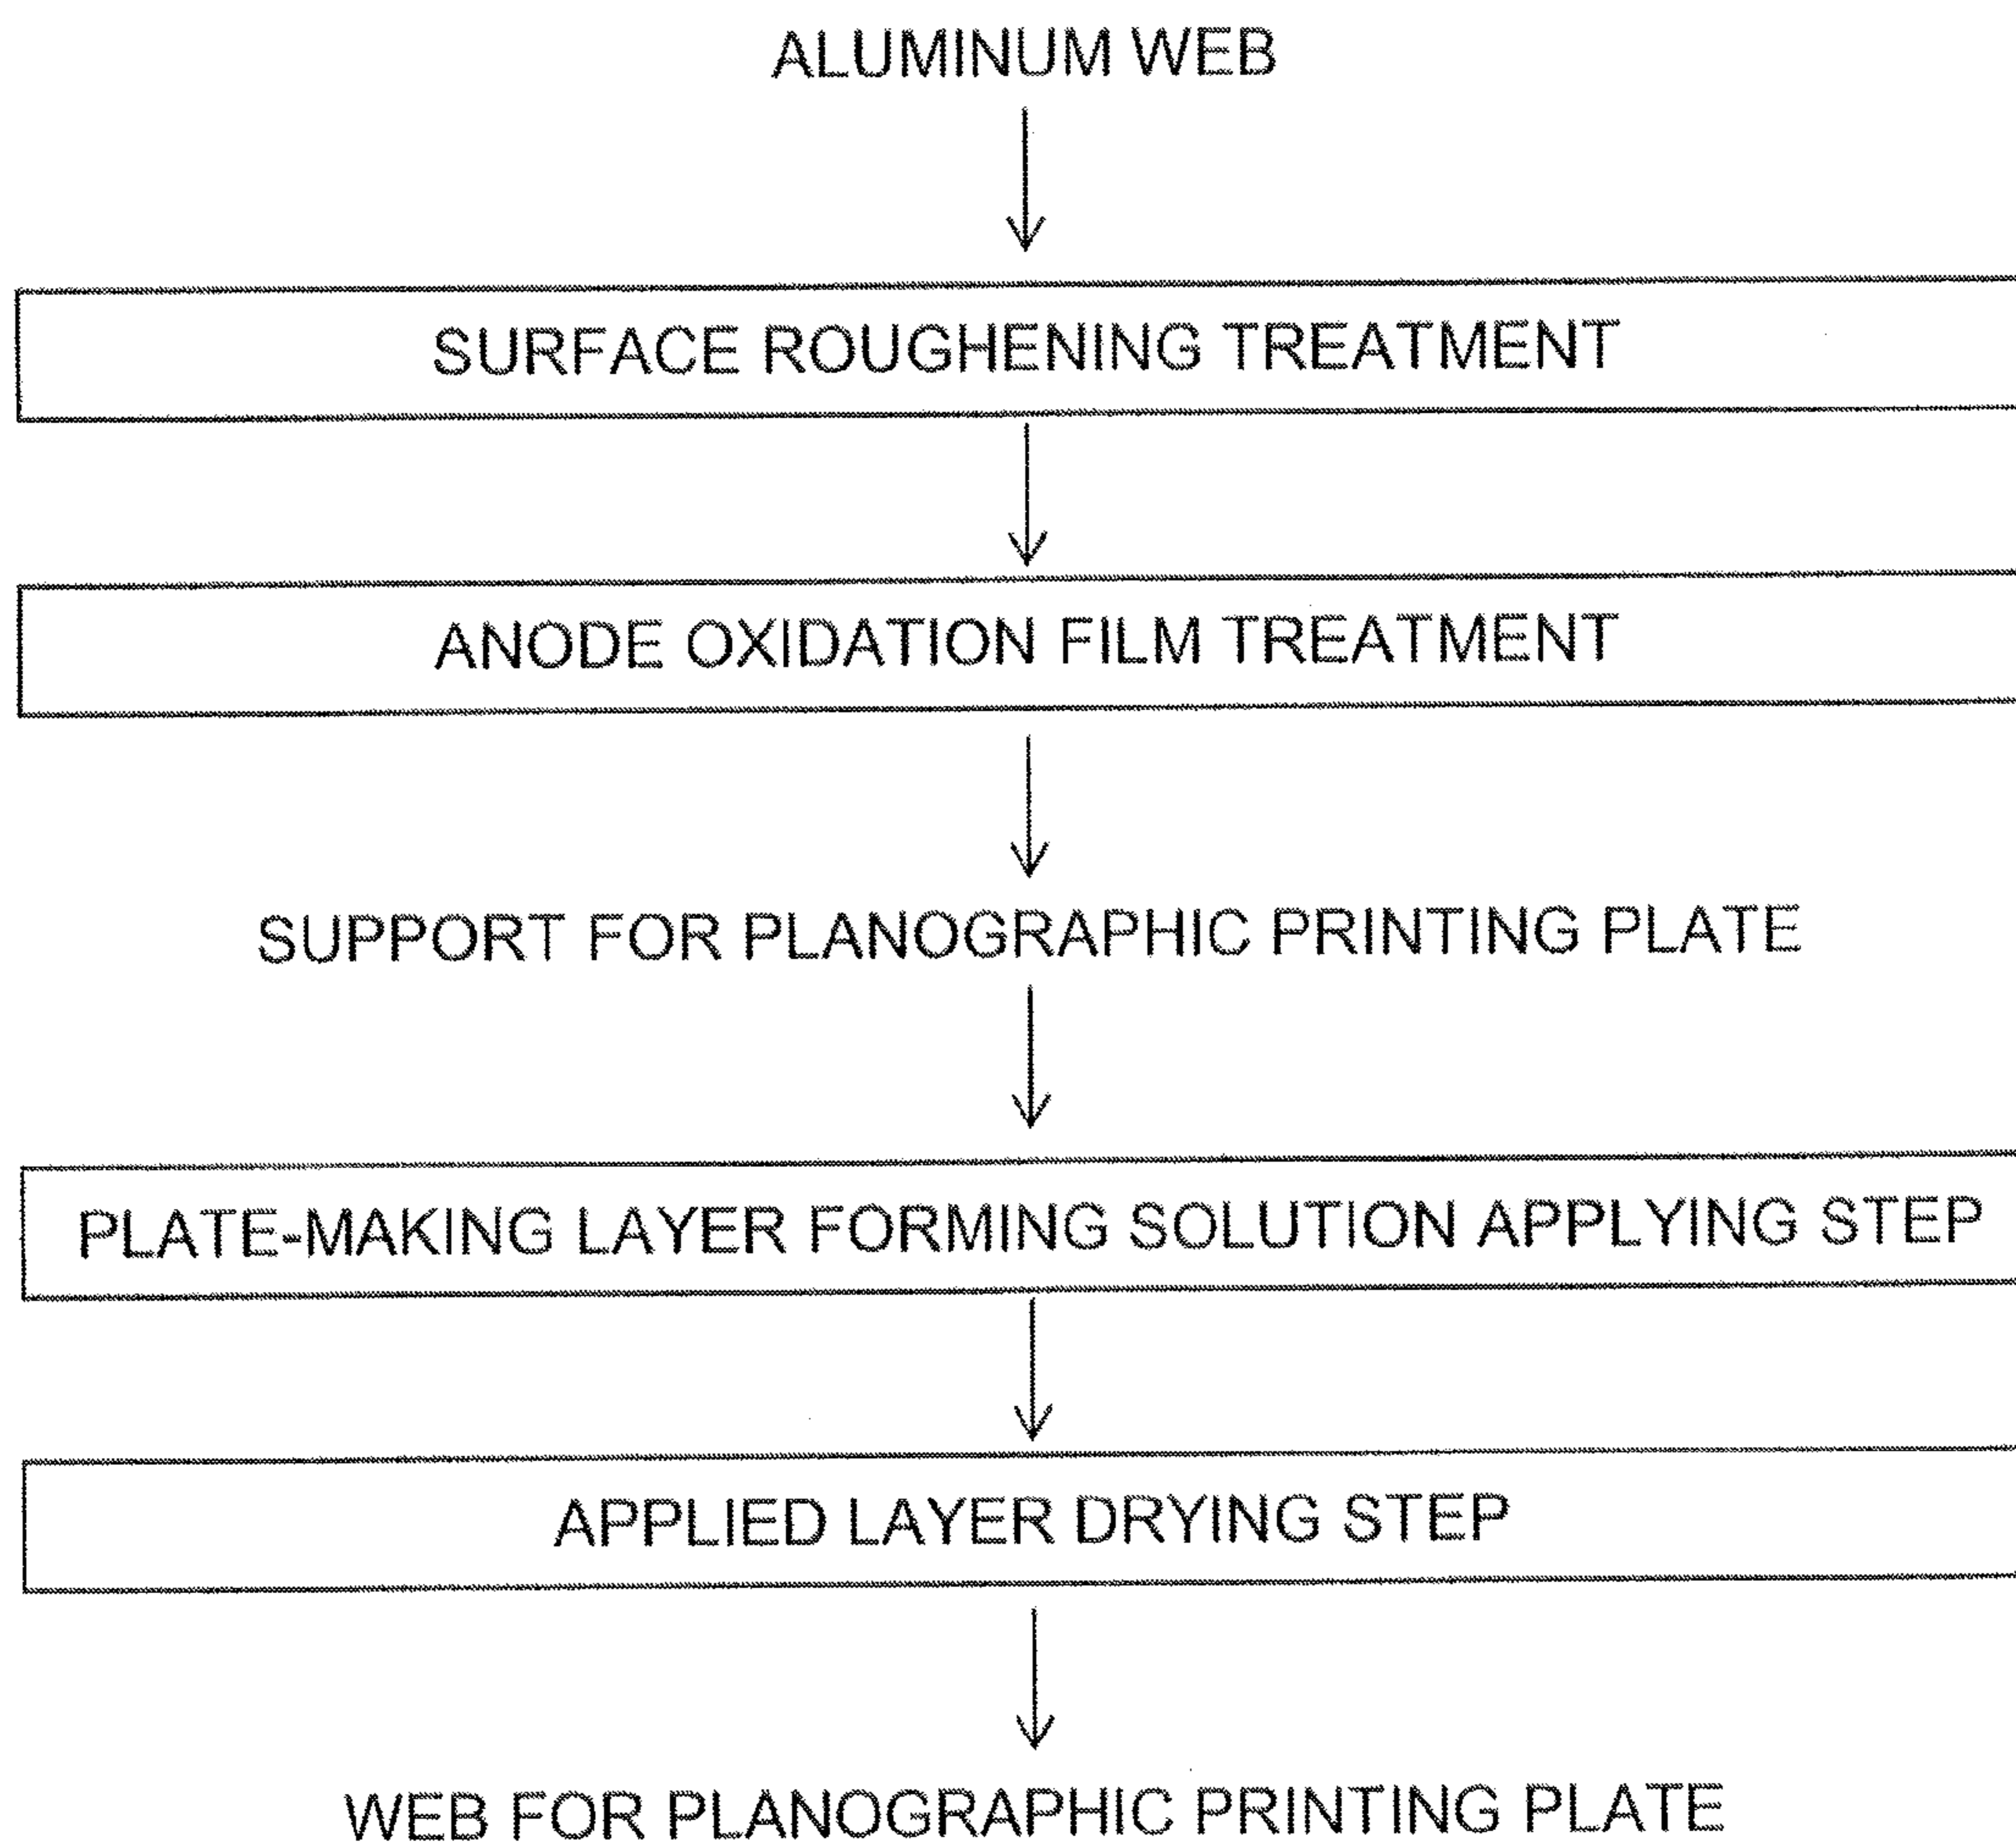 ALUMINUM WEB
SURFACE ROUGHENING TREATMENT
ANODE OXIDATION FILM TREATMENT
SUPPORT FOR PLANOGRAPHIC PRINTING PLATE
PLATE-MAKING LAYER FORMING SOLUTION APPLYING STEP
APPLIED LAYER DRYING STEP
WEB FOR PLANOGRAPHIC PRINTING PLATE